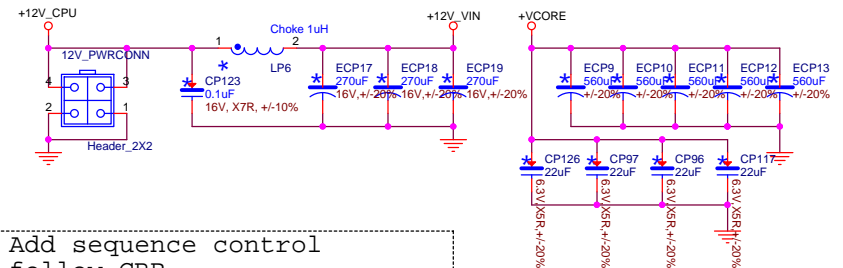 +12V_CPU
Choke 1uH
+12V_VIN
+VCORE
1
2
LP6
12V_PWRCONN
4
3
2
1
Header_2X2
CP123
0.1uF
16V, X7R, +/-10%
ECP17
270uF
16V,+/-20%
ECP18
270uF
16V,+/-20%
ECP19
270uF
16V,+/-20%
ECP9
560uF
+/-20%
ECP10
560uF
+/-20%
ECP11
560uF
+/-20%
ECP12
560uF
+/-20%
ECP13
560uF
+/-20%
CP126
22uF
6.3V,X5R,+/-20%
CP97
22uF
6.3V,X5R,+/-20%
CP96
22uF
6.3V,X5R,+/-20%
CP117
22uF
6.3V,X5R,+/-20%
Add sequence control
follow CRB